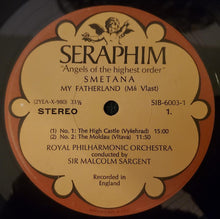 SERAPHIM
"Angels of the highest order"
SMETANA
MY FATHERLAND (Má Vlast)
(2YEA-X-980) 33⅓
SIB-6003-1
STEREO
1.
(1) No. 1: The High Castle (Vyšehrad) 15:00
(2) No. 2: The Moldau (Vltava) 11:50
ROYAL PHILHARMONIC ORCHESTRA
conducted by
SIR MALCOLM SARGENT
Recorded in
England